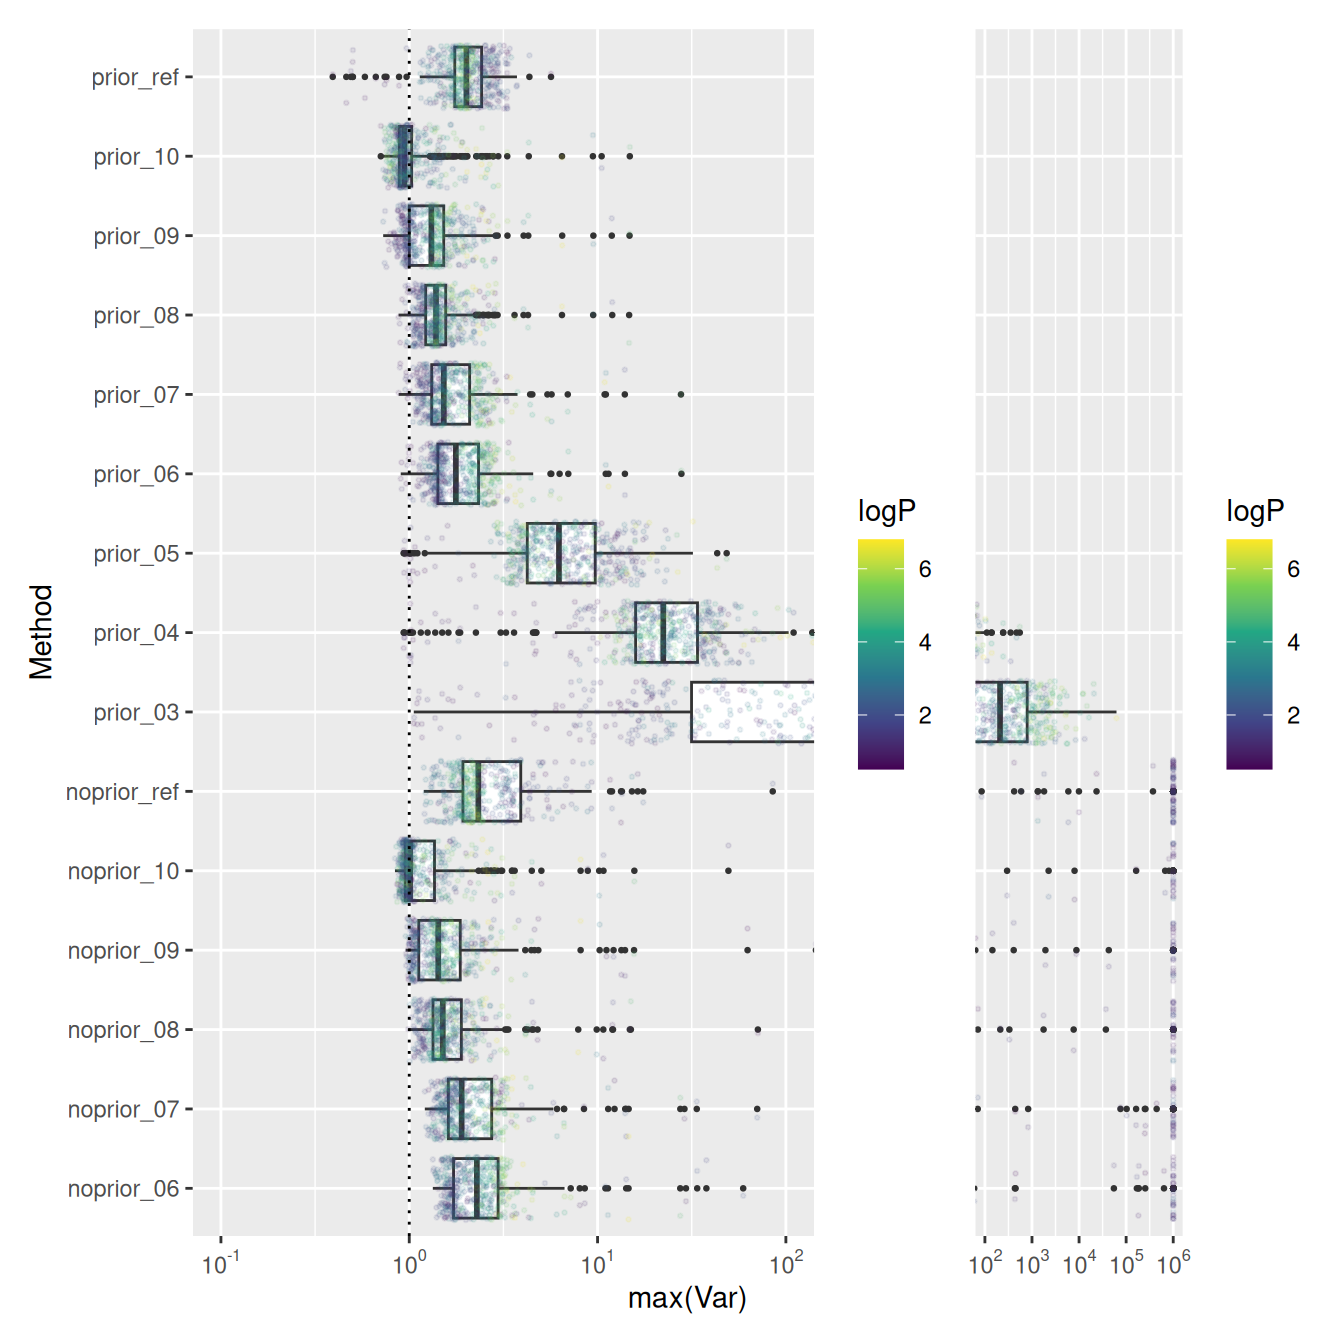 prior_ref
prior_10
prior_09
prior_08
prior_07
prior_06
prior_05
prior_04
prior_03
noprior_ref
noprior_10
noprior_09
noprior_08
noprior_07
noprior_06
Method
10⁻¹ 10⁰ 10¹ 10²
max(Var)
logP
6
4
2
10² 10³ 10⁴ 10⁵ 10⁶
logP
6
4
2